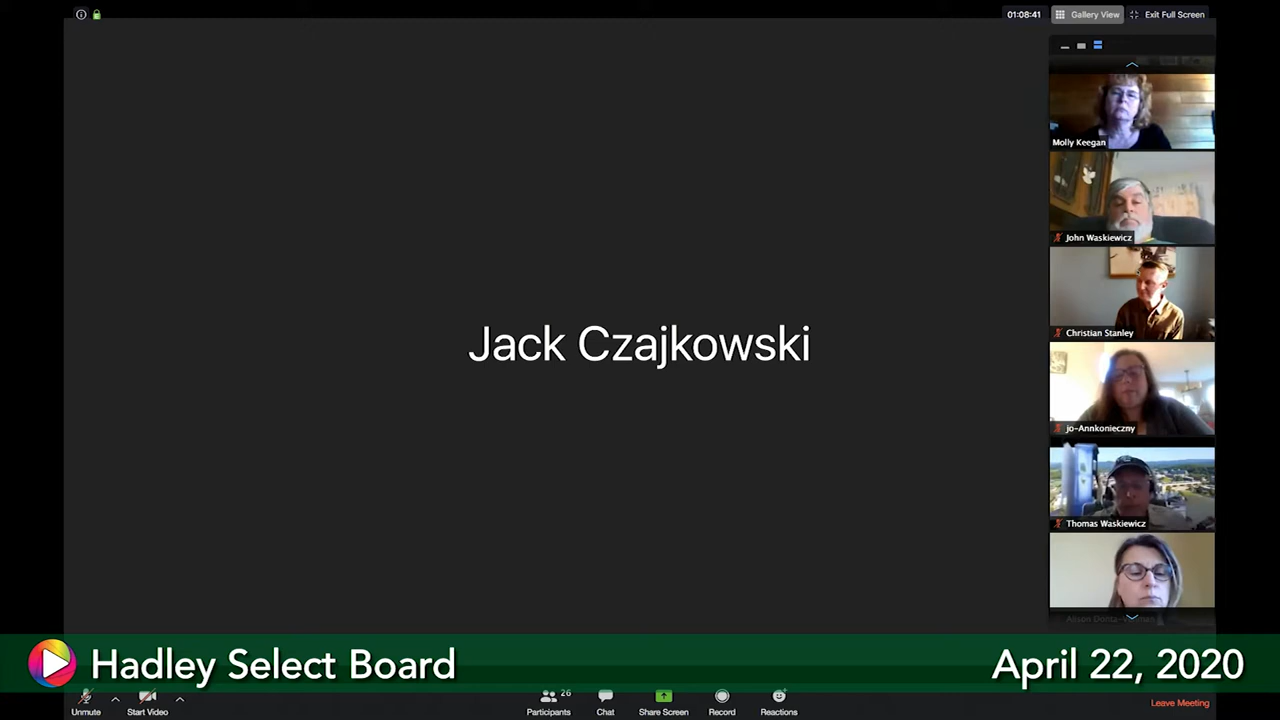 01:08:41
Gallery View
Exit Full Screen
Molly Keegan
John Waskiewicz
Christian Stanley
jo-Annkonieczny
Thomas Waskiewicz
Jack Czajkowski
Hadley Select Board
April 22, 2020
Unmute
Start Video
Participants
26
Chat
Share Screen
Record
Reactions
Leave Meeting